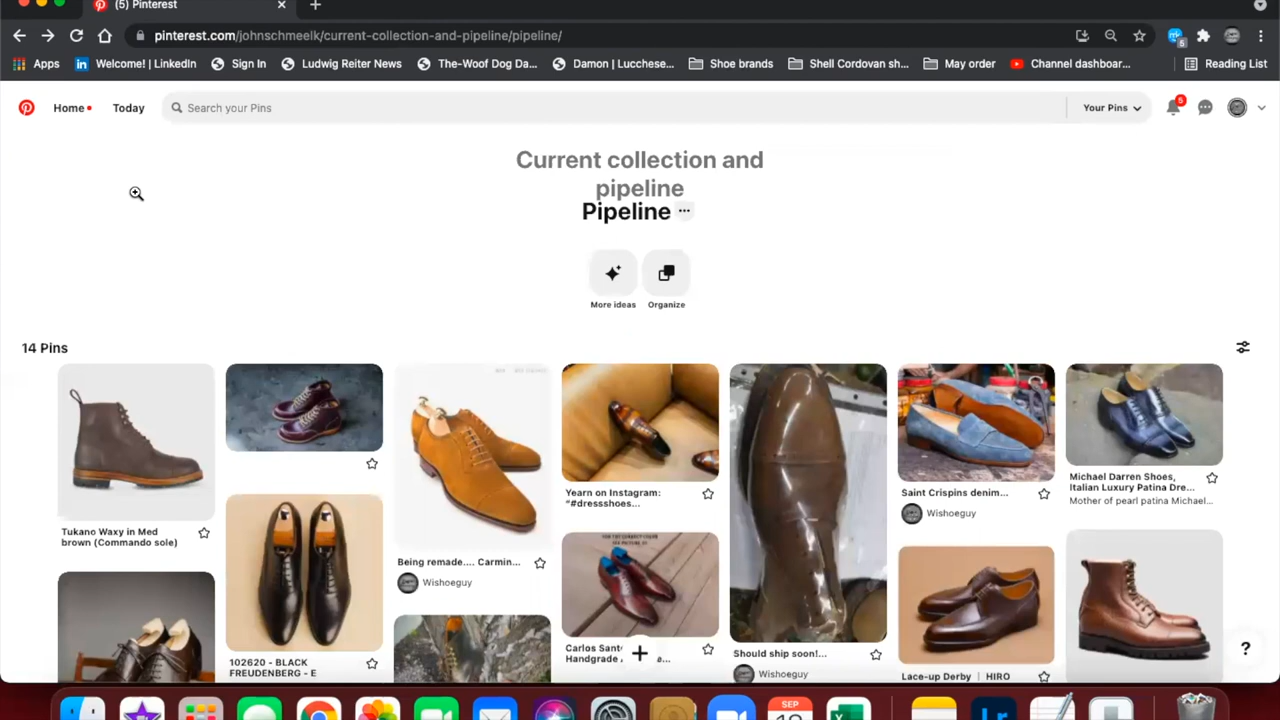 (5) Pinterest
pinterest.com/johnschmeelk/current-collection-and-pipeline/pipeline/
5
Apps
Welcome! | LinkedIn
Sign In
Ludwig Reiter News
The-Woof Dog Da...
Damon | Lucchese...
Shoe brands
Shell Cordovan sh...
May order
Channel dashboar...
Reading List
Home
Today
Search your Pins
Your Pins
5
Current collection and
pipeline
Pipeline
More ideas
Organize
14 Pins
Tukano Waxy in Med
brown (Commando sole)
102620 - BLACK
FREUDENBERG - E
Being remade.... Carmin...
Wishoeguy
Yearn on Instagram:
"#dressshoes...
Carlos Sant
Handgrade
Should ship soon!...
Wishoeguy
Saint Crispins denim...
Wishoeguy
Lace-up Derby | HIRO
Michael Darren Shoes,
Italian Luxury Patina Dre...
Mother of pearl patina Michael...
?
SEP